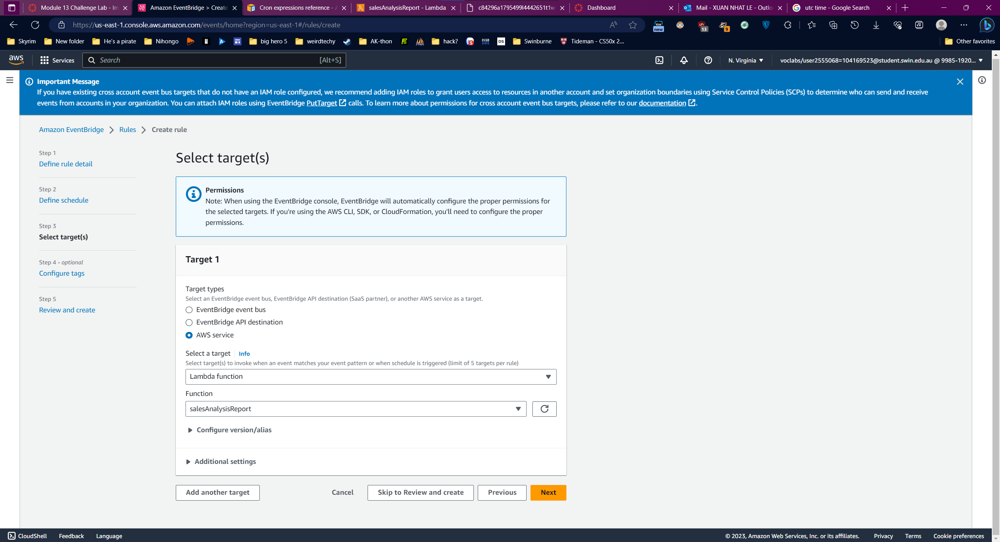 Module 13 Challenge Lab - Im
Amazon EventBridge > Create
Cron expressions reference - A
salesAnalysisReport - Lambda
c84296a1795499l4442651t1w
Dashboard
Mail - XUAN NHAT LE - Outlo
utc time - Google Search
https://us-east-1.console.aws.amazon.com/events/home?region=us-east-1#/rules/create
new
13
9
Skyrim
New folder
He's a pirate
Nihongo
big hero 5
weirdtechy
AK-thon
hack?
DS
Swinburne
Tideman - CS50x 2...
Other favorites
aws
Services
Search
[Alt+S]
N. Virginia
voclabs/user2555068=104169523@student.swin.edu.au @ 9985-1920...
Important Message
If you have existing cross account event bus targets that do not have an IAM role configured, we recommend adding IAM roles to grant users access to resources in another account and set organization boundaries using Service Control Policies (SCPs) to determine who can send and receive
events from accounts in your organization. You can attach IAM roles using EventBridge PutTarget calls. To learn more about permissions for cross account event bus targets, please refer to our documentation.
Amazon EventBridge > Rules > Create rule
Step 1
Define rule detail
Step 2
Define schedule
Step 3
Select target(s)
Step 4 - optional
Configure tags
Step 5
Review and create
Select target(s)
Permissions
Note: When using the EventBridge console, EventBridge will automatically configure the proper permissions for
the selected targets. If you're using the AWS CLI, SDK, or CloudFormation, you'll need to configure the proper
permissions.
Target 1
Target types
Select an EventBridge event bus, EventBridge API destination (SaaS partner), or another AWS service as a target.
EventBridge event bus
EventBridge API destination
AWS service
Select a target
Info
Select target(s) to invoke when an event matches your event pattern or when schedule is triggered (limit of 5 targets per rule)
Lambda function
Function
salesAnalysisReport
Configure version/alias
Additional settings
Add another target
Cancel
Skip to Review and create
Previous
Next
CloudShell
Feedback
Language
© 2023, Amazon Web Services, Inc. or its affiliates.
Privacy
Terms
Cookie preferences